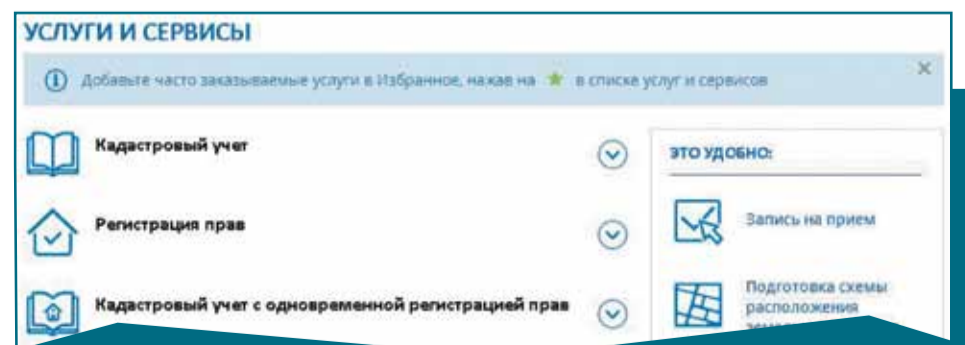 УСЛУГИ И СЕРВИСЫ
Добавьте часто заказываемые услуги в Избранное, нажав на в списке услуг и сервисов
Кадастровый учет
Регистрация прав
Кадастровый учет с одновременной регистрацией прав
ЭТО УДОБНО:
Запись на прием
Подготовка схемы
расположения